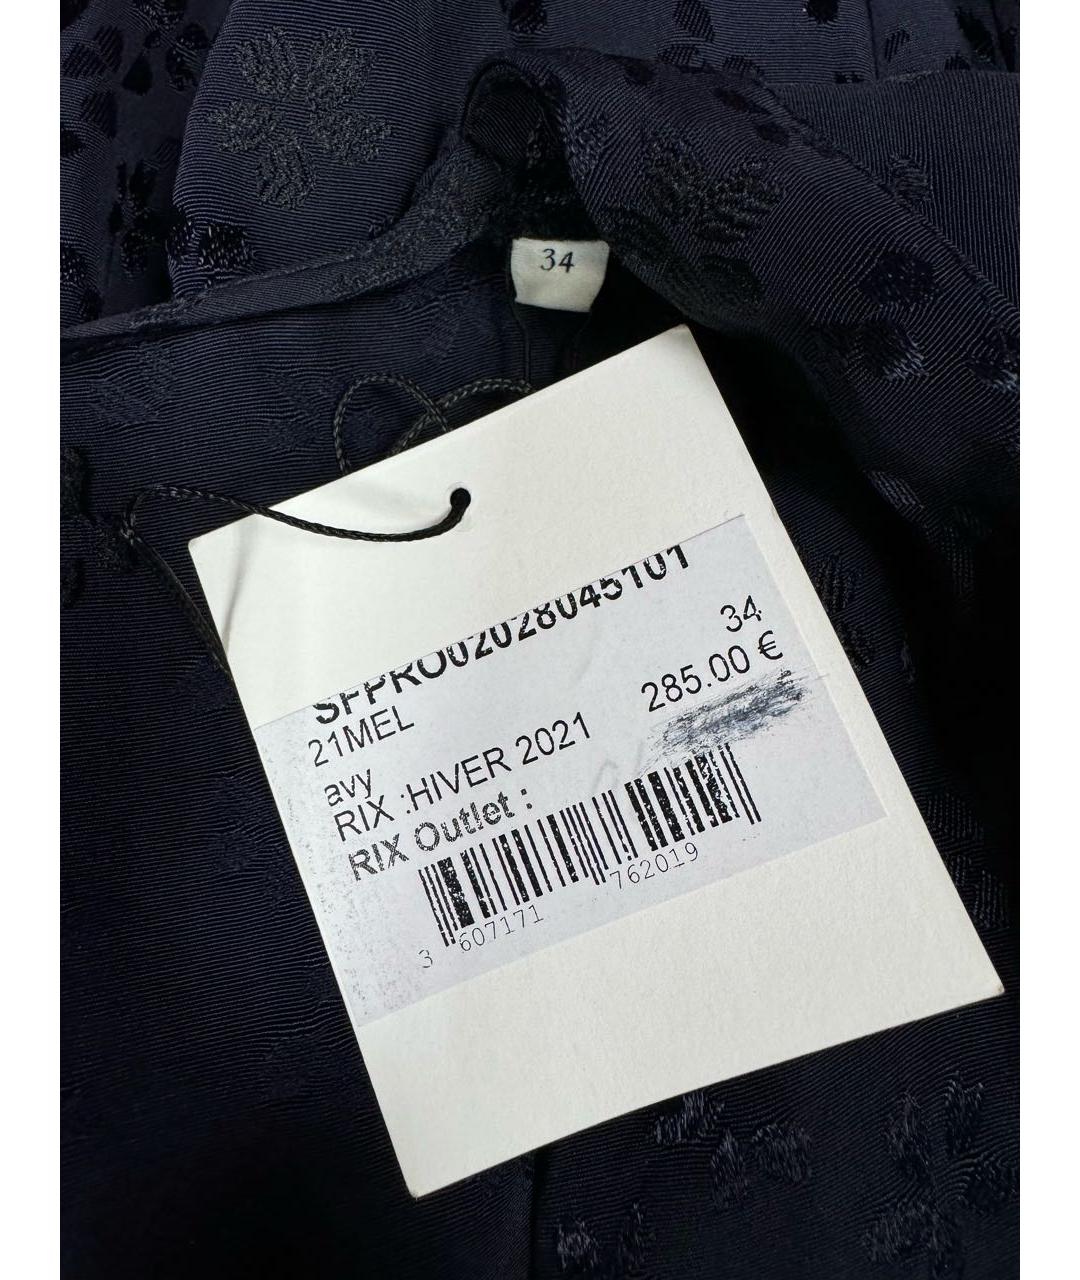 34
SFPRO02028045101
34
21MEL
285.00 €
avy
RIX :HIVER 2021
RIX Outlet :
3 607171 762019